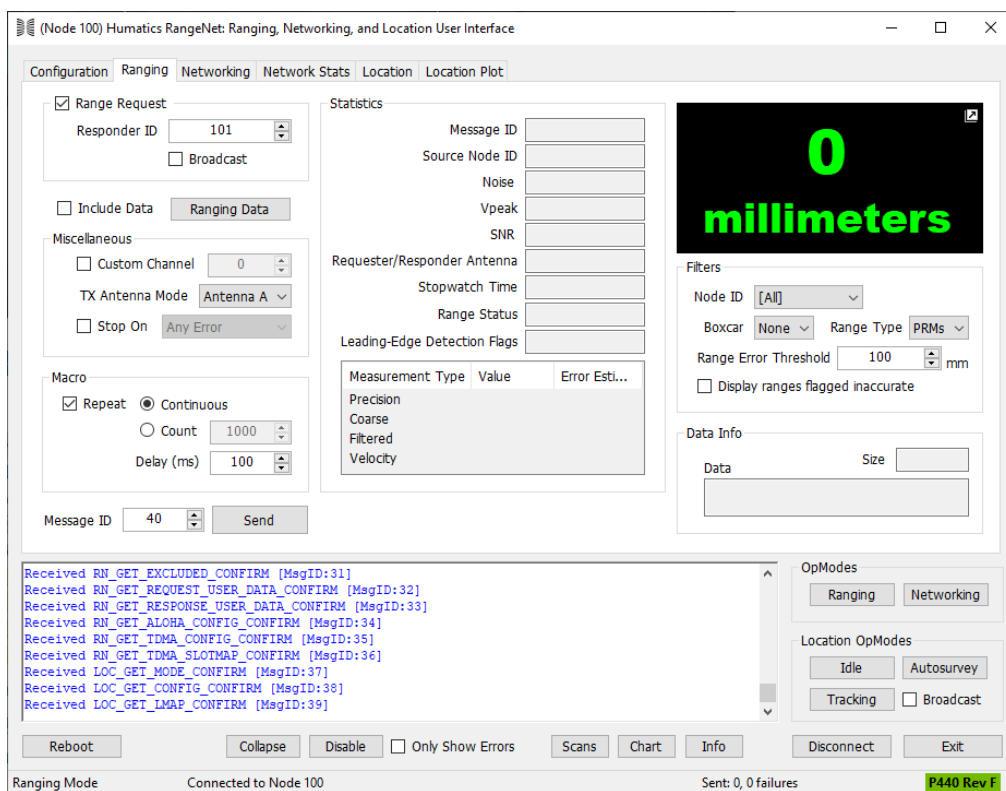 (Node 100) Humatics RangeNet: Ranging, Networking, and Location User Interface
Configuration Ranging Networking Network Stats Location Location Plot
Range Request
Responder ID 101
Broadcast
Include Data Ranging Data
Miscellaneous
Custom Channel 0
TX Antenna Mode Antenna A
Stop On Any Error
Macro
Repeat Continuous
Count 1000
Delay (ms) 100
Message ID 40 Send
Statistics
Message ID
Source Node ID
Noise
Vpeak
SNR
Requester/Responder Antenna
Stopwatch Time
Range Status
Leading-Edge Detection Flags
Measurement Type Value Error Esti...
Precision
Coarse
Filtered
Velocity
0
millimeters
Filters
Node ID [All]
Boxcar None Range Type PRMs
Range Error Threshold 100 mm
Display ranges flagged inaccurate
Data Info
Data Size
Received RN_GET_EXCLUDED_CONFIRM [MsgID:31]
Received RN_GET_REQUEST_USER_DATA_CONFIRM [MsgID:32]
Received RN_GET_RESPONSE_USER_DATA_CONFIRM [MsgID:33]
Received RN_GET_ALOHA_CONFIG_CONFIRM [MsgID:34]
Received RN_GET_TDMA_CONFIG_CONFIRM [MsgID:35]
Received RN_GET_TDMA_SLOTMAP_CONFIRM [MsgID:36]
Received LOC_GET_MODE_CONFIRM [MsgID:37]
Received LOC_GET_CONFIG_CONFIRM [MsgID:38]
Received LOC_GET_LMAP_CONFIRM [MsgID:39]
OpModes
Ranging Networking
Location OpModes
Idle Autosurvey
Tracking Broadcast
Reboot Collapse Disable Only Show Errors Scans Chart Info Disconnect Exit
Ranging Mode Connected to Node 100 Sent: 0, 0 failures P440 Rev F